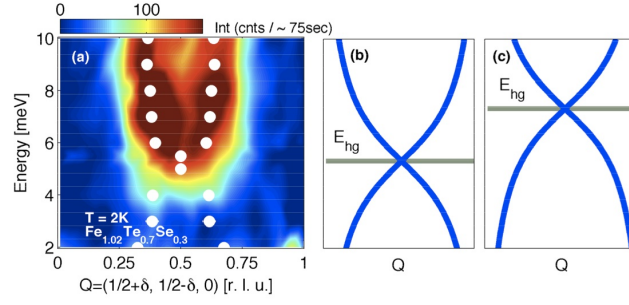 0 100 Int (cnts / ~ 75sec)
10
8
6
4
2
Energy [meV]
(a)
T = 2K
Fe1.02Te0.7Se0.3
0 0.25 0.5 0.75 1
Q=(1/2+δ, 1/2-δ, 0) [r. l. u.]
(b)
Ehg
Q
(c)
Ehg
Q